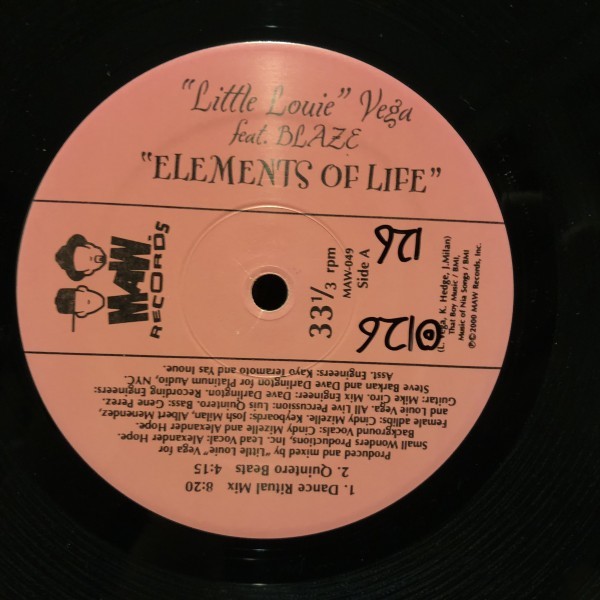 "Little Louie" Vega
feat. BLAZE
"ELEMENTS OF LIFE"
MAW
RECORDS
33 1/3 rpm
MAW-049
Side A
126
126
(L. Vega, K. Hedge, J. Milan)
That Boy Music / BMI,
Music of Nia Songs / BMI
℗©2000 MAW Records, Inc.
1. Dance Ritual Mix 8:20
2. Quintero Beats 4:15
Produced and mixed by "Little Louie" Vega for
Small Wonders Productions, Inc. Lead Vocal: Alexander Hope.
Background Vocals: Cindy Mizelle and Alexander Hope.
Female adlibs: Cindy Mizelle. Keyboards: Josh Milan, Albert Menendez,
and Louie Vega. All Live Percussion: Luis Quintero. Bass: Gene Perez.
Guitar: Mike Ciro. Mix Engineer: Dave Darlington. Recording Engineers:
Steve Barkan and Dave Darlington for Platinum Audio, NYC.
Asst. Engineers: Kayo Teramoto and Yas Inoue.